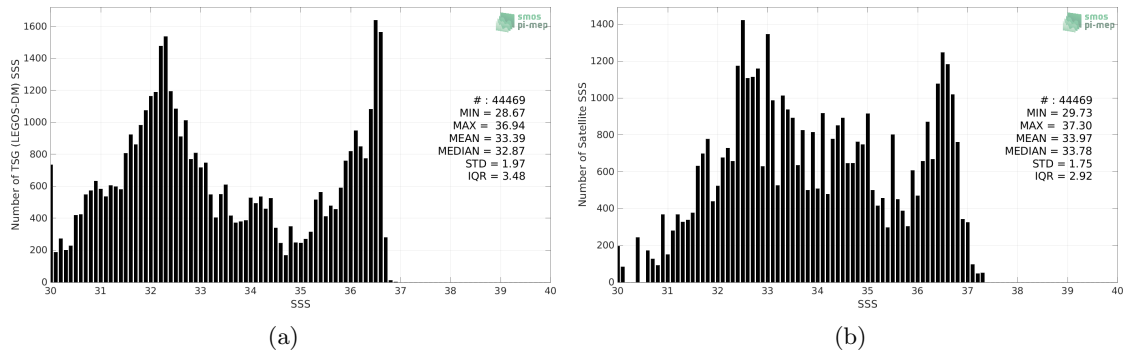 smos
pi-mep
Number of TSG (LEGOS-DM) SSS
1600
1400
1200
1000
800
600
400
200
0
# : 44469
MIN = 28.67
MAX = 36.94
MEAN = 33.39
MEDIAN = 32.87
STD = 1.97
IQR = 3.48
30 31 32 33 34 35 36 37 38 39 40
SSS
(a)
smos
pi-mep
Number of Satellite SSS
1400
1200
1000
800
600
400
200
0
# : 44469
MIN = 29.73
MAX = 37.30
MEAN = 33.97
MEDIAN = 33.78
STD = 1.75
IQR = 2.92
30 31 32 33 34 35 36 37 38 39 40
SSS
(b)